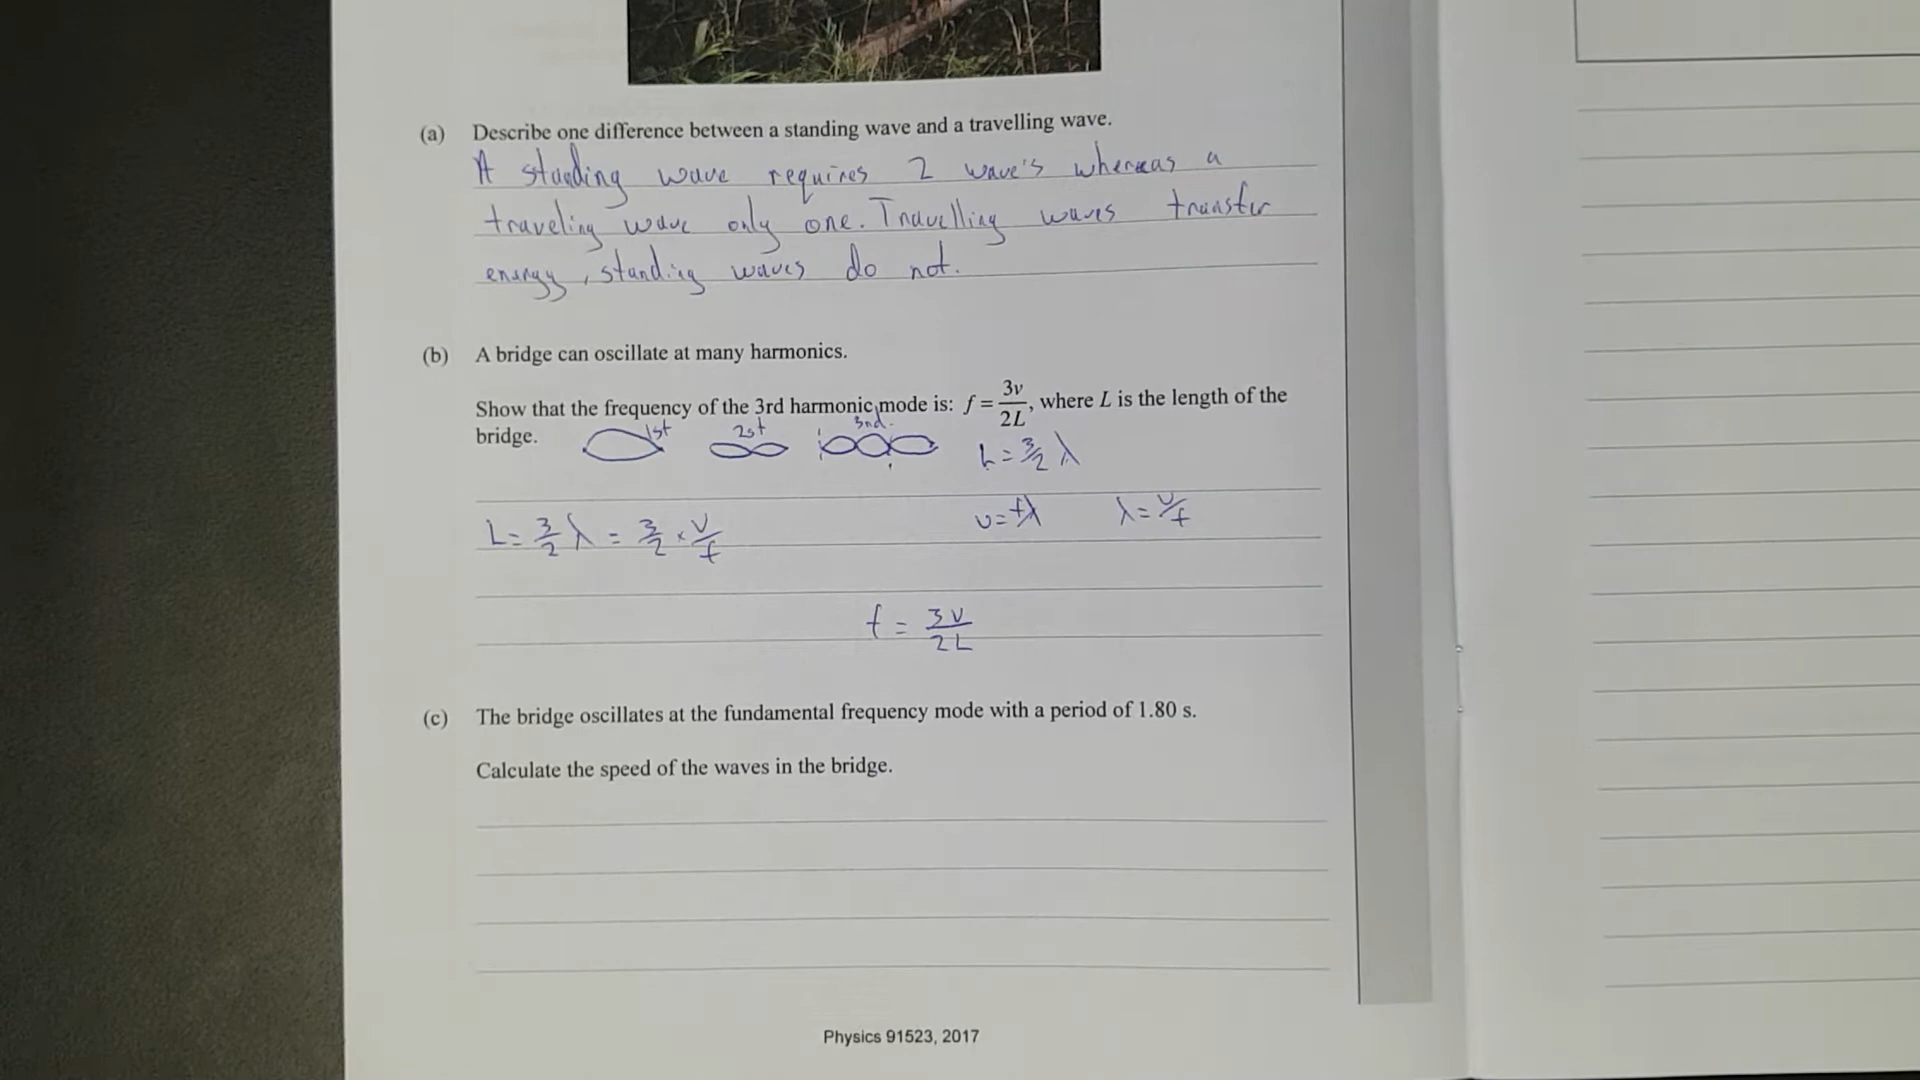 (a) Describe one difference between a standing wave and a travelling wave.
A standing wave requires 2 wave's whereas a
traveling wave only one. Travelling waves transfer
energy, standing waves do not.
(b) A bridge can oscillate at many harmonics.
Show that the frequency of the 3rd harmonic mode is: f = 3v/2L, where L is the length of the
bridge.
1st 2st 3nd.
L = 3/2 λ
v = fλ λ = v/f
L = 3/2 λ = 3/2 × v/f
f = 3v/2L
(c) The bridge oscillates at the fundamental frequency mode with a period of 1.80 s.
Calculate the speed of the waves in the bridge.
Physics 91523, 2017